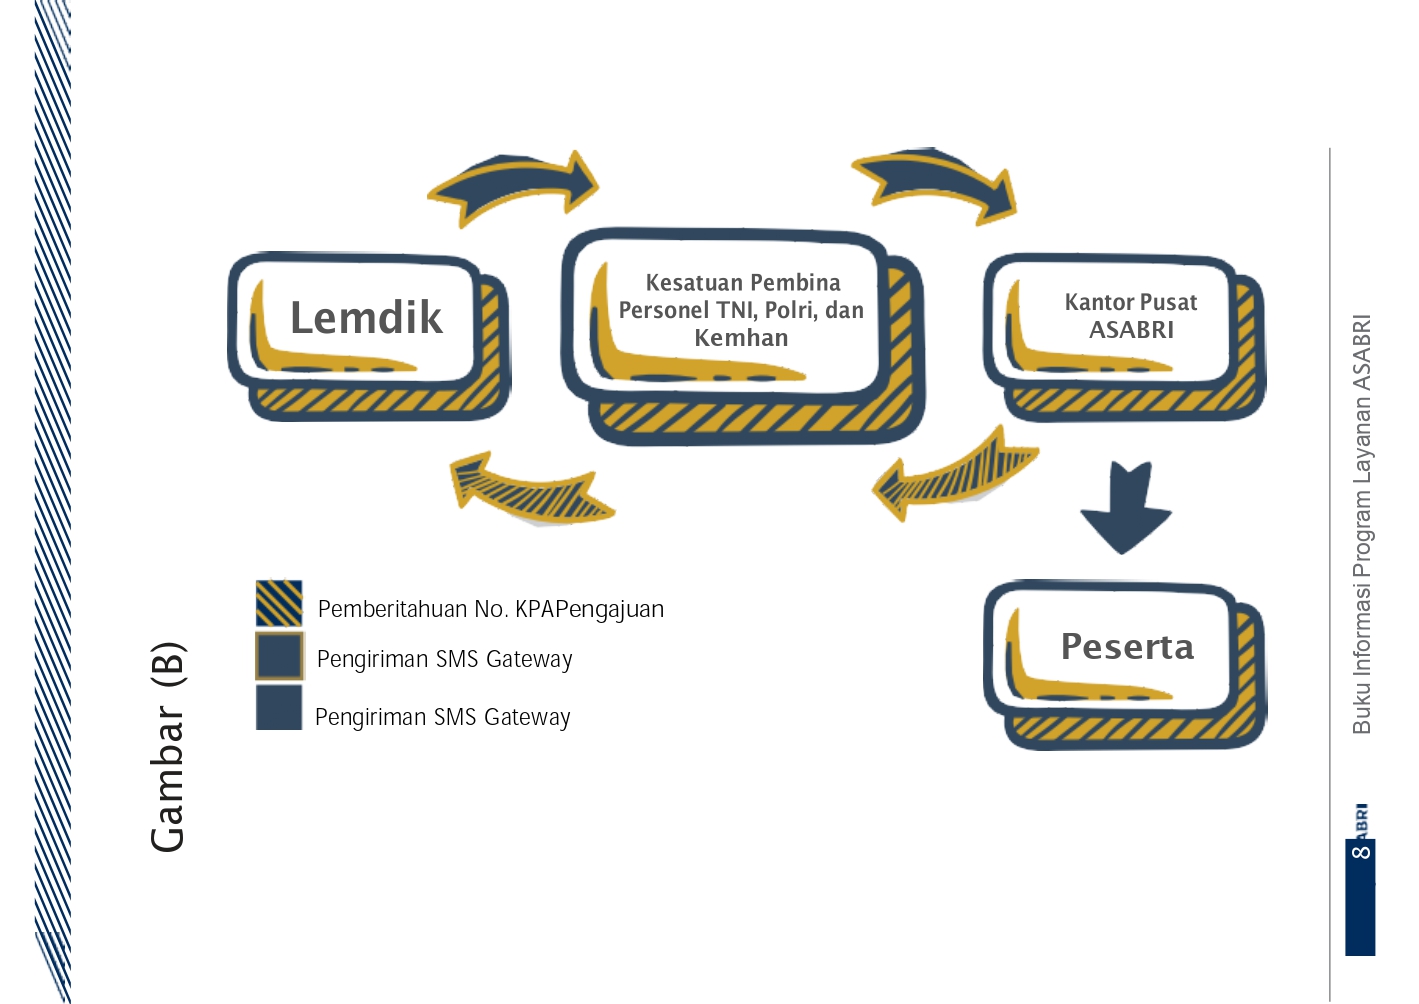 Lemdik
Kesatuan Pembina
Personel TNI, Polri, dan
Kemhan
Kantor Pusat
ASABRI
Peserta
Pemberitahuan No. KPAPengajuan
Pengiriman SMS Gateway
Pengiriman SMS Gateway
Gambar (B)
Buku Informasi Program Layanan ASABRI
ABRI
8